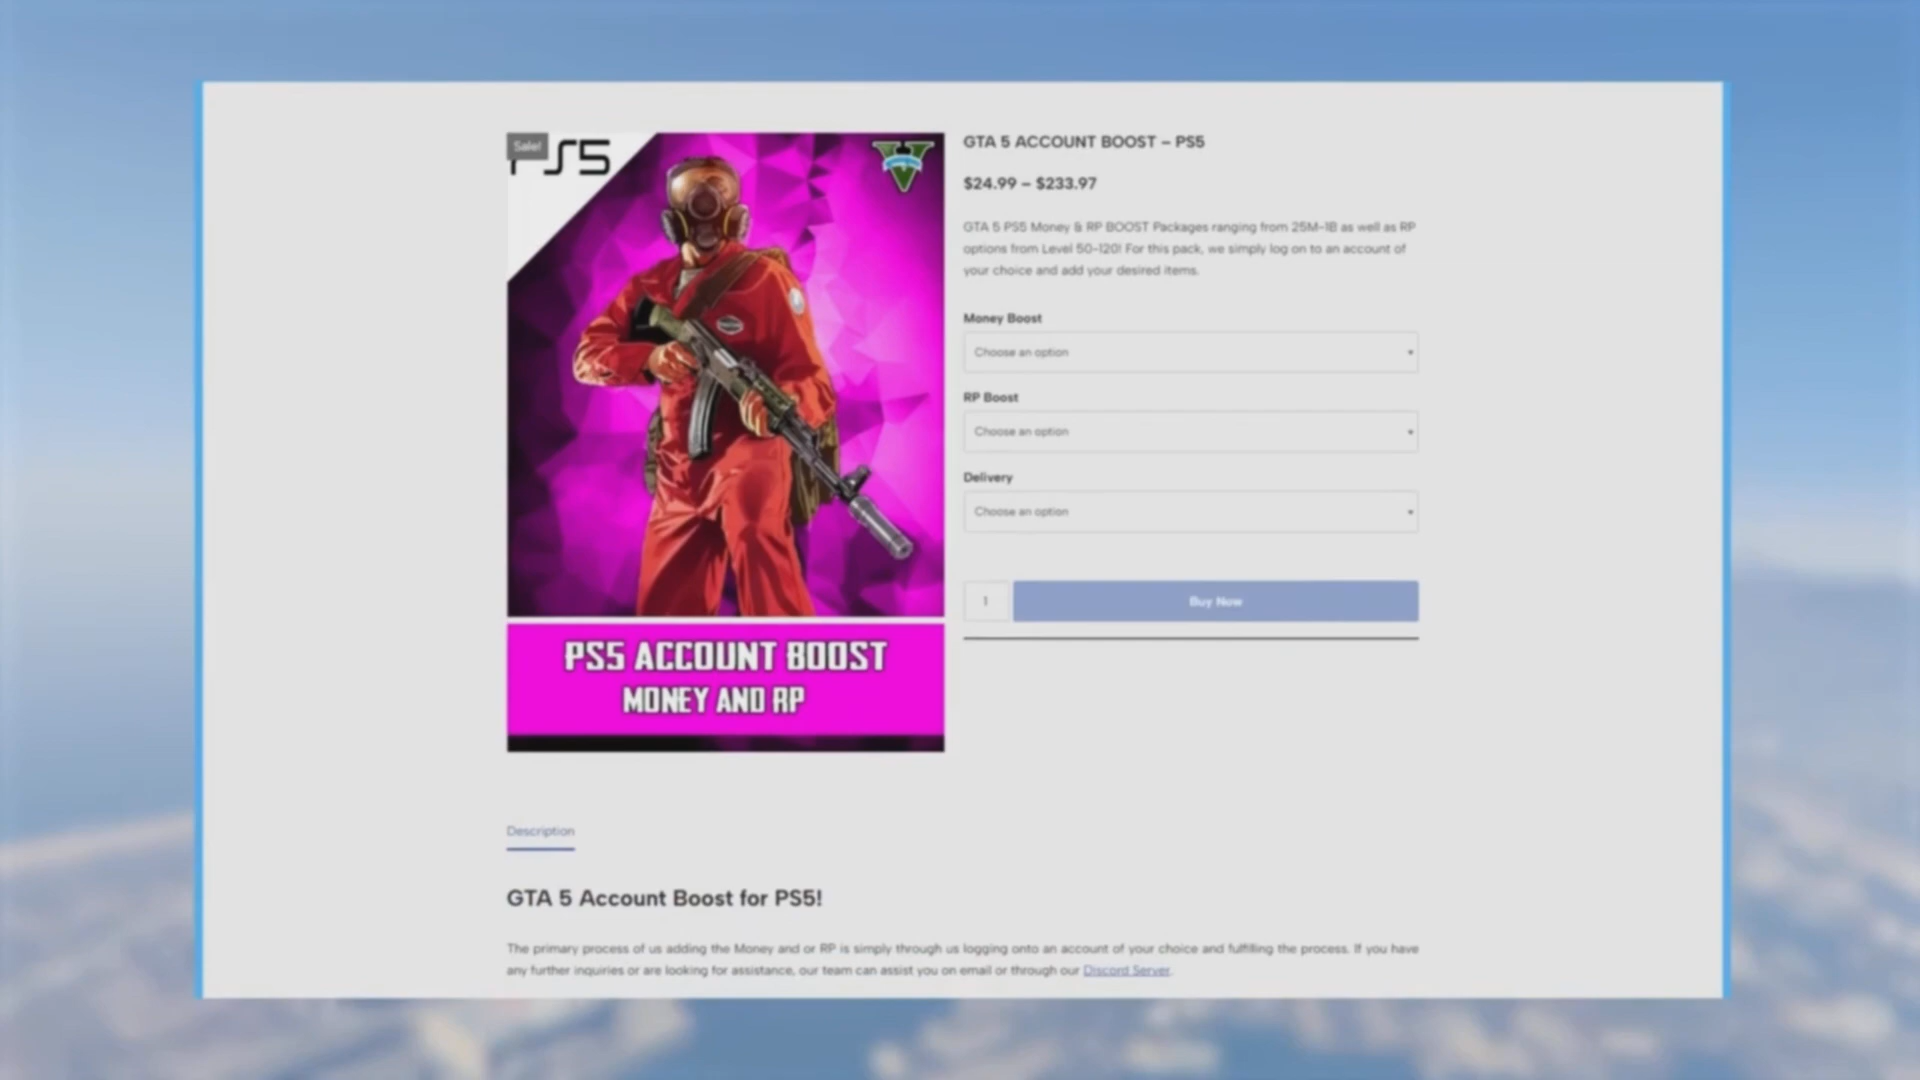 Sale!
PS5
V
GTA 5 ACCOUNT BOOST – PS5
$24.99 – $233.97
GTA 5 PS5 Money & RP BOOST Packages ranging from 25M-1B as well as RP
options from Level 50-120! For this pack, we simply log on to an account of
your choice and add your desired items.
Money Boost
Choose an option
RP Boost
Choose an option
Delivery
Choose an option
1
Buy Now
PS5 ACCOUNT BOOST
MONEY AND RP
Description
GTA 5 Account Boost for PS5!
The primary process of us adding the Money and or RP is simply through us logging onto an account of your choice and fulfilling the process. If you have
any further inquiries or are looking for assistance, our team can assist you on email or through our Discord Server.